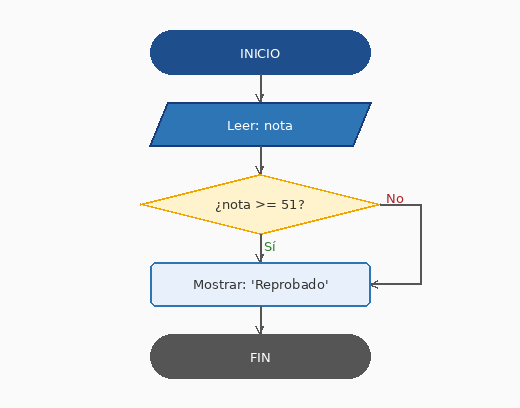 INICIO
Leer: nota
¿nota >= 51?
No
Sí
Mostrar: 'Reprobado'
FIN